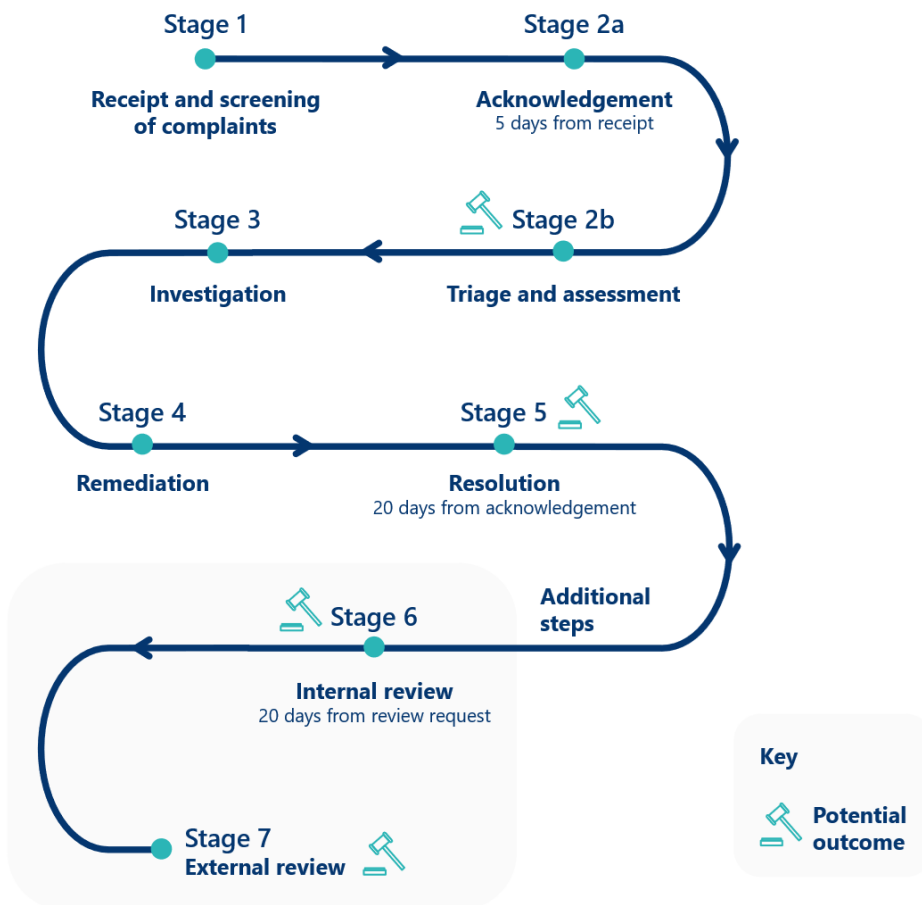 Stage 1
Receipt and screening
of complaints
Stage 2a
Acknowledgement
5 days from receipt
Stage 2b
Triage and assessment
Stage 3
Investigation
Stage 4
Remediation
Stage 5
Resolution
20 days from acknowledgement
Additional
steps
Stage 6
Internal review
20 days from review request
Stage 7
External review
Key
Potential
outcome